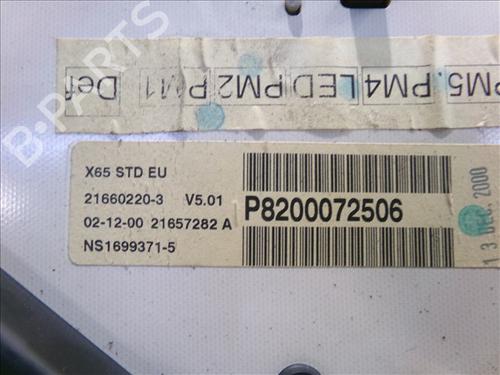 PM5. PM4 LED PM2 PM1 Def
X65 STD EU
21660220-3 V5.01
02-12-00 21657282 A
NS1699371-5
P8200072506
13 DEC. 2000
B-PARTS